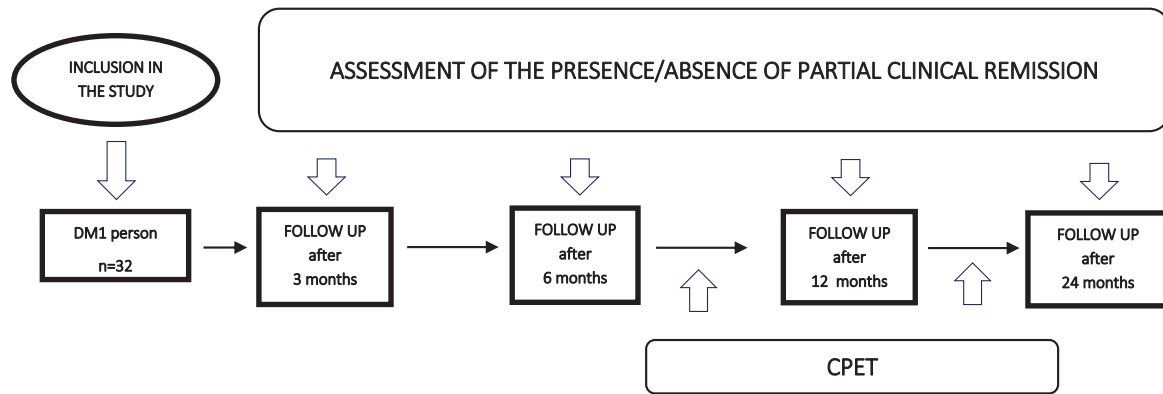 INCLUSION IN
THE STUDY
ASSESSMENT OF THE PRESENCE/ABSENCE OF PARTIAL CLINICAL REMISSION
DM1 person
n=32
FOLLOW UP
after
3 months
FOLLOW UP
after
6 months
FOLLOW UP
after
12 months
FOLLOW UP
after
24 months
CPET